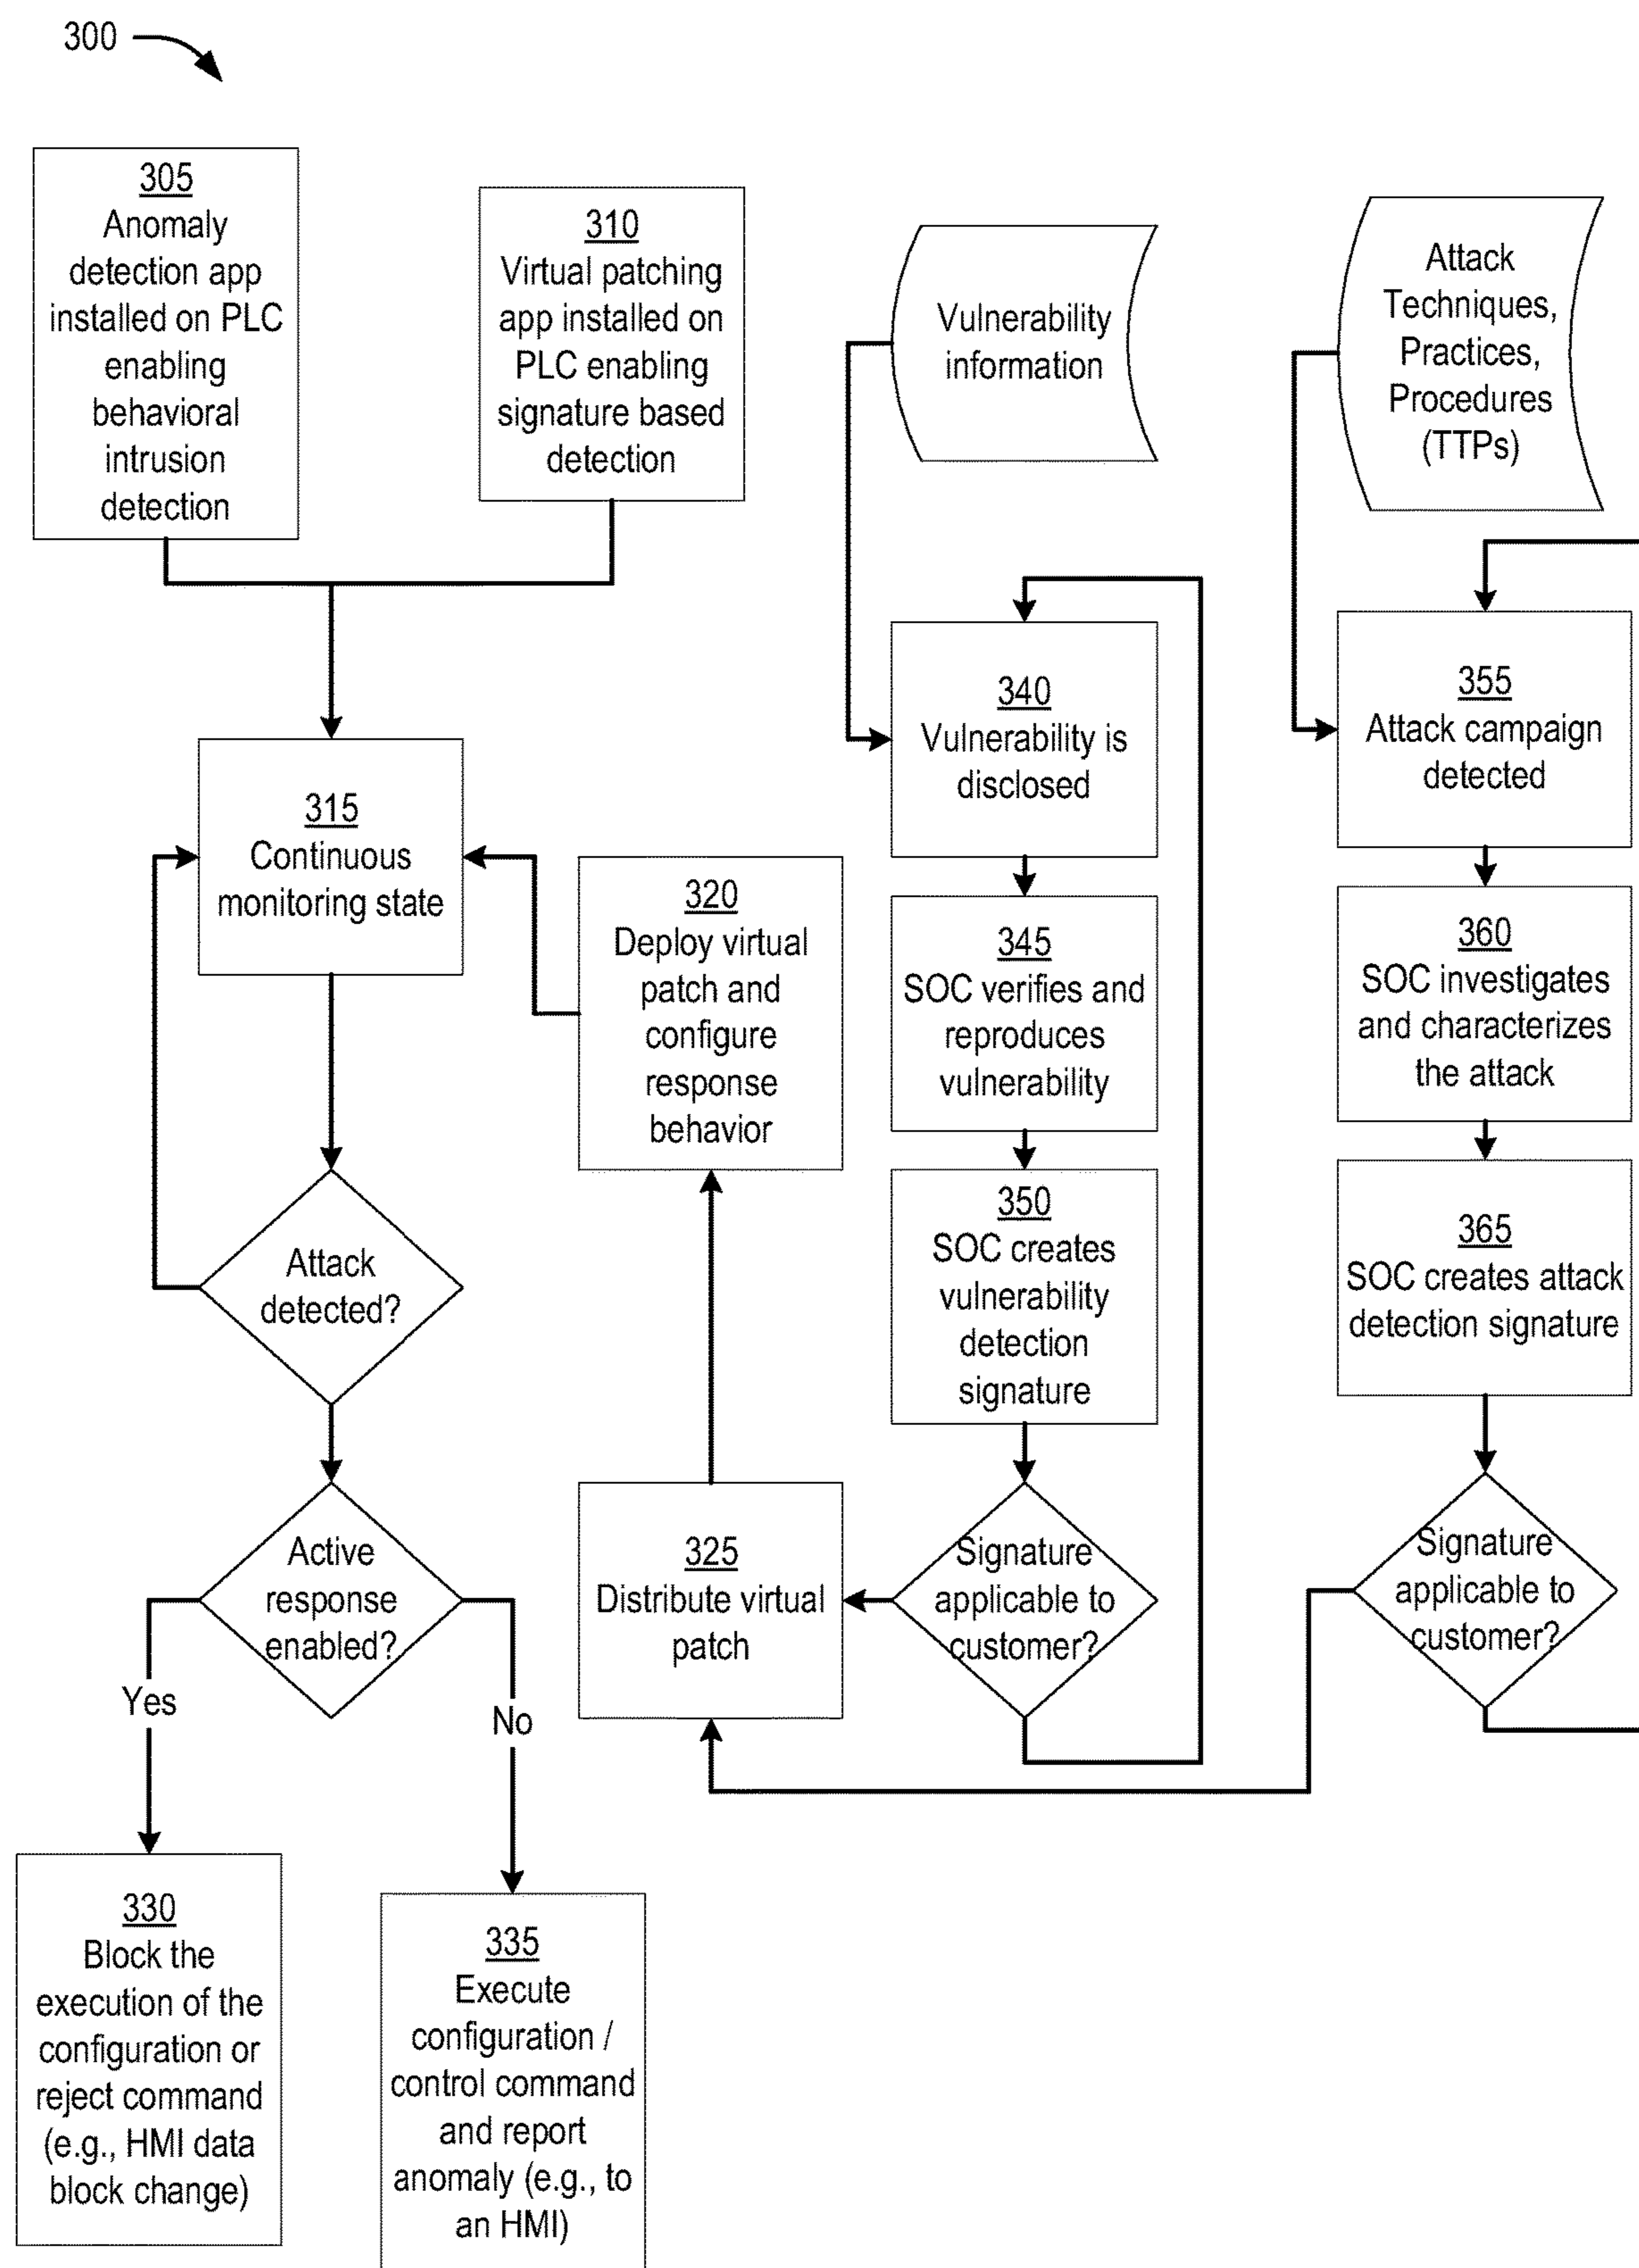 300
305
Anomaly
detection app
installed on PLC
enabling
behavioral
intrusion
detection
310
Virtual patching
app installed on
PLC enabling
signature based
detection
Vulnerability
information
Attack
Techniques,
Practices,
Procedures
(TTPs)
315
Continuous
monitoring state
320
Deploy virtual
patch and
configure
response
behavior
340
Vulnerability is
disclosed
355
Attack campaign
detected
345
SOC verifies and
reproduces
vulnerability
360
SOC investigates
and characterizes
the attack
350
SOC creates
vulnerability
detection
signature
365
SOC creates attack
detection signature
Attack
detected?
Active
response
enabled?
325
Distribute virtual
patch
Signature
applicable to
customer?
Signature
applicable to
customer?
Yes
No
330
Block the
execution of the
configuration or
reject command
(e.g., HMI data
block change)
335
Execute
configuration /
control command
and report
anomaly (e.g., to
an HMI)